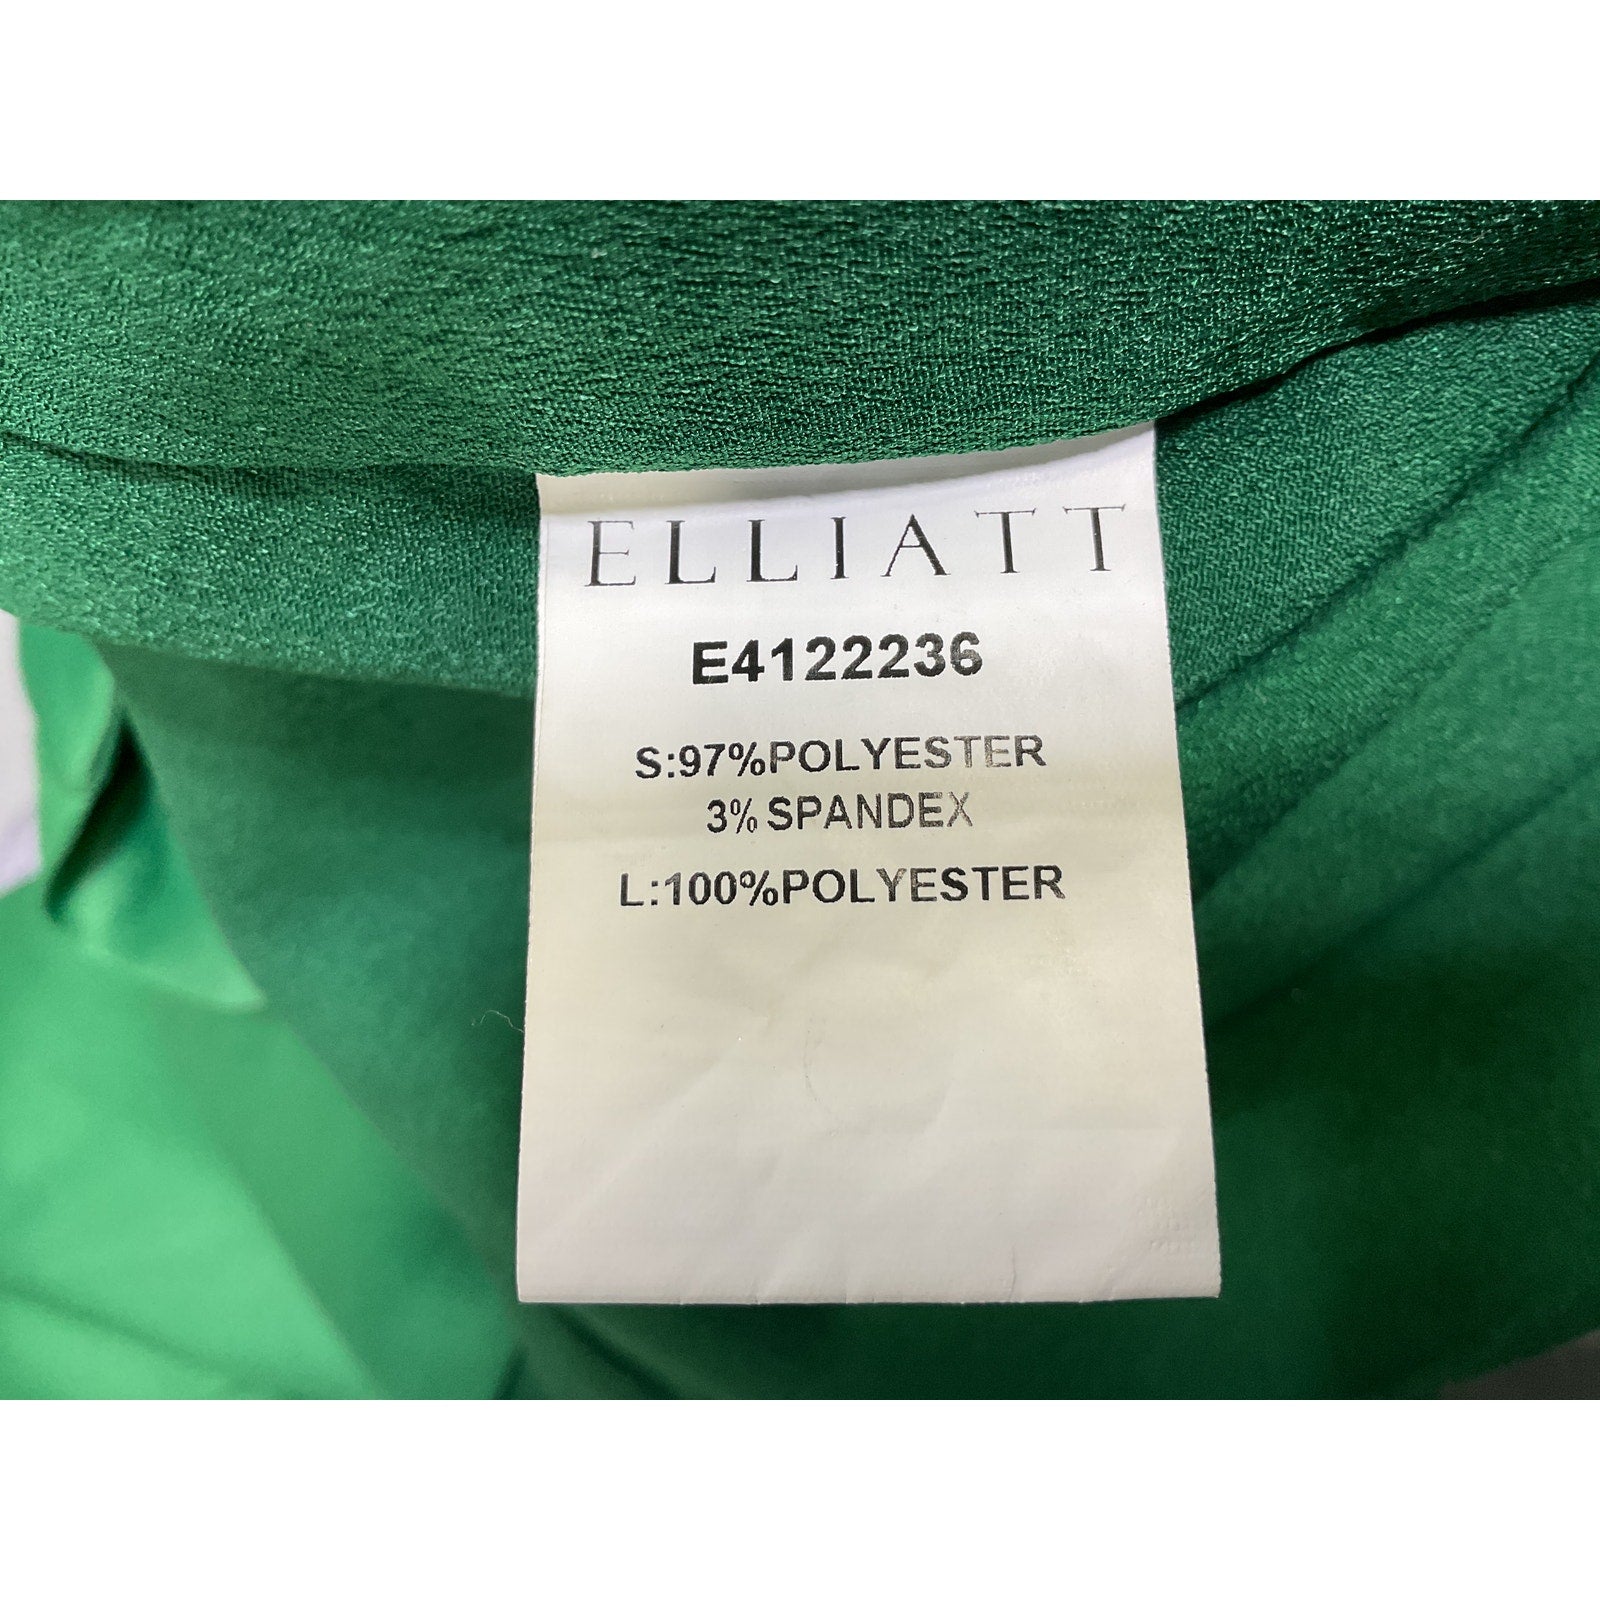 ELLIATT
E4122236
S:97%POLYESTER
3% SPANDEX
L:100%POLYESTER